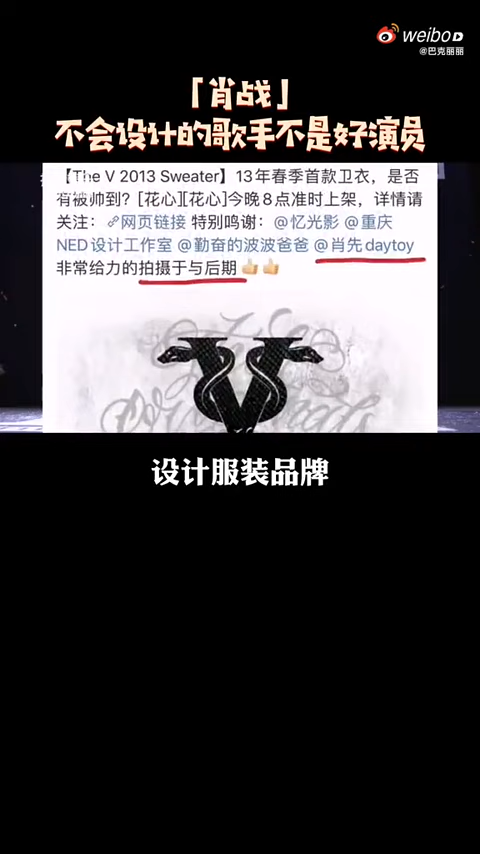 weibo
@巴克丽丽
「肖战」
不会设计的歌手不是好演员
【The V 2013 Sweater】13年春季首款卫衣，是否
有被帅到？[花心][花心]今晚8点准时上架，详情请
关注：网页链接 特别鸣谢：@忆光影 @重庆
NED设计工作室 @勤奋的波波爸爸 @肖先daytoy
非常给力的拍摄于与后期👍👍
V
设计服装品牌